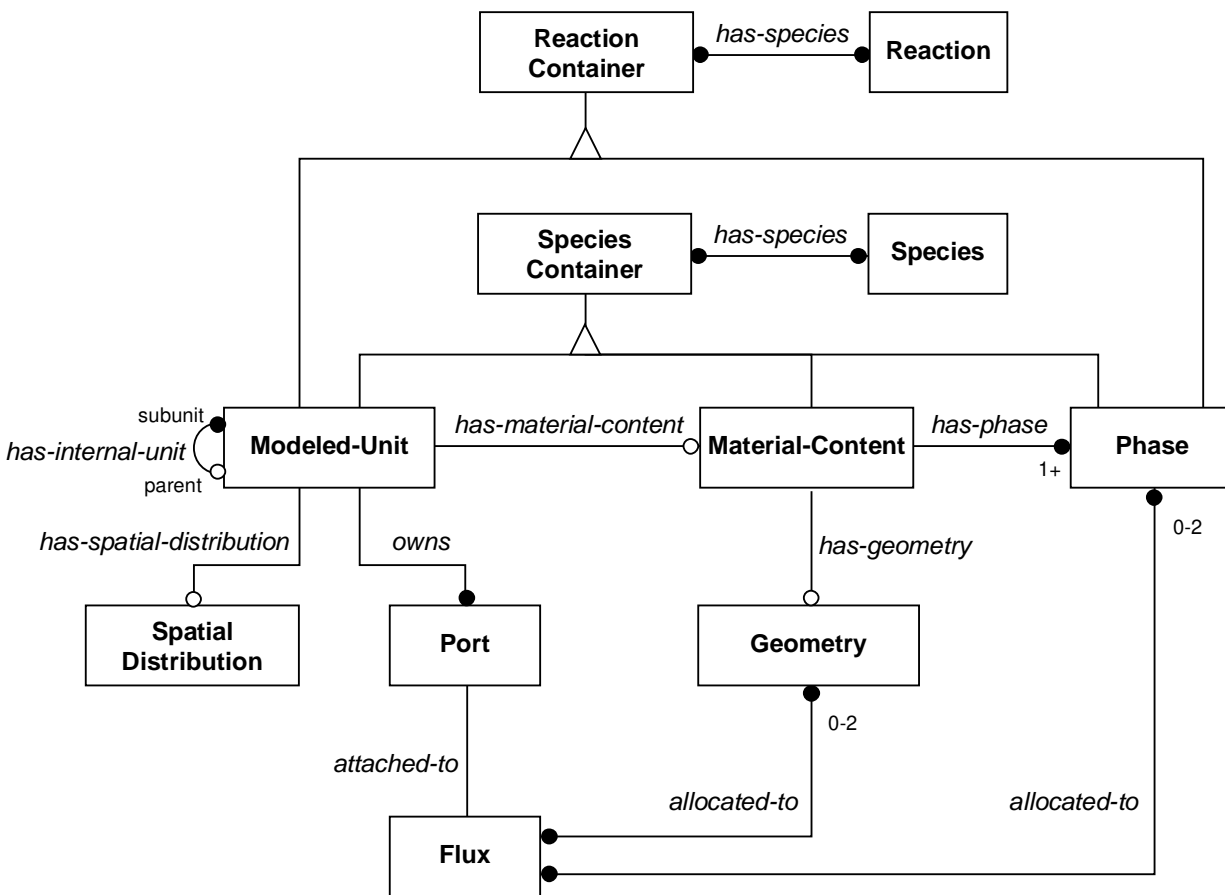 Reaction
Container
has-species
Reaction
Species
Container
has-species
Species
subunit
has-internal-unit
parent
Modeled-Unit
has-material-content
Material-Content
has-phase
1+
Phase
0-2
has-spatial-distribution
owns
has-geometry
Spatial
Distribution
Port
Geometry
0-2
attached-to
allocated-to
allocated-to
Flux